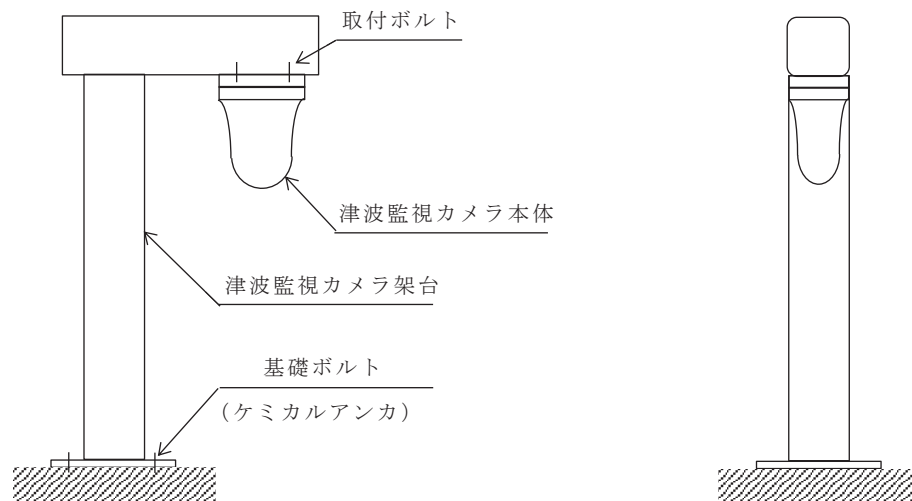 取付ボルト
津波監視カメラ本体
津波監視カメラ架台
基礎ボルト
(ケミカルアンカ)